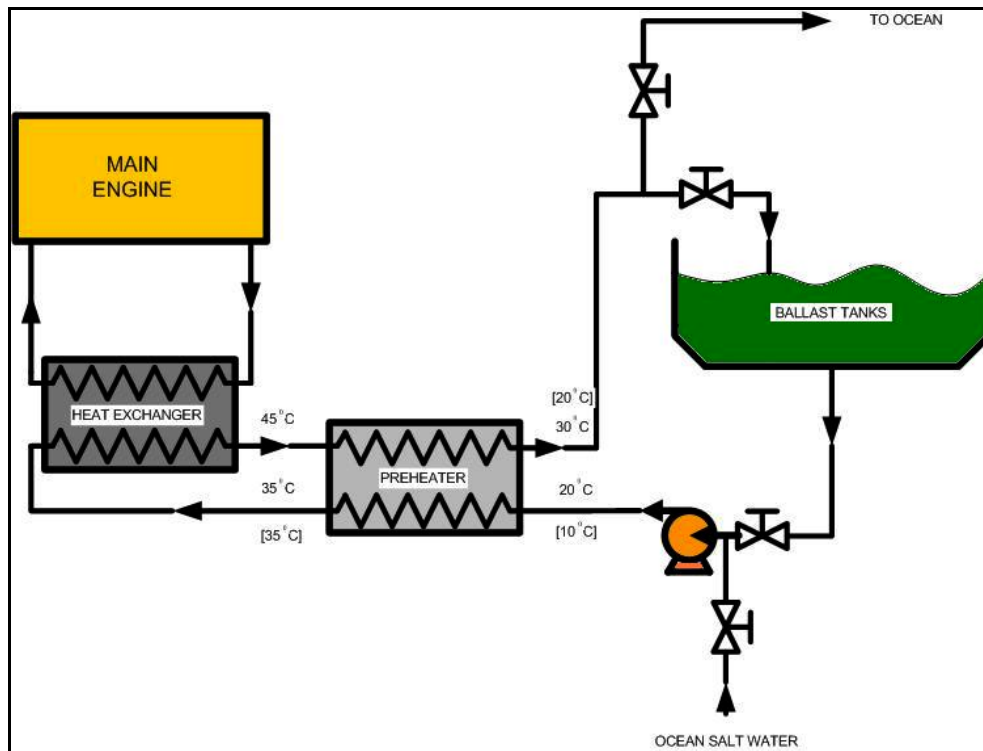 TO OCEAN
MAIN
ENGINE
BALLAST TANKS
[20°C]
HEAT EXCHANGER
45°C
30°C
PREHEATER
35°C
20°C
[35°C]
[10°C]
OCEAN SALT WATER